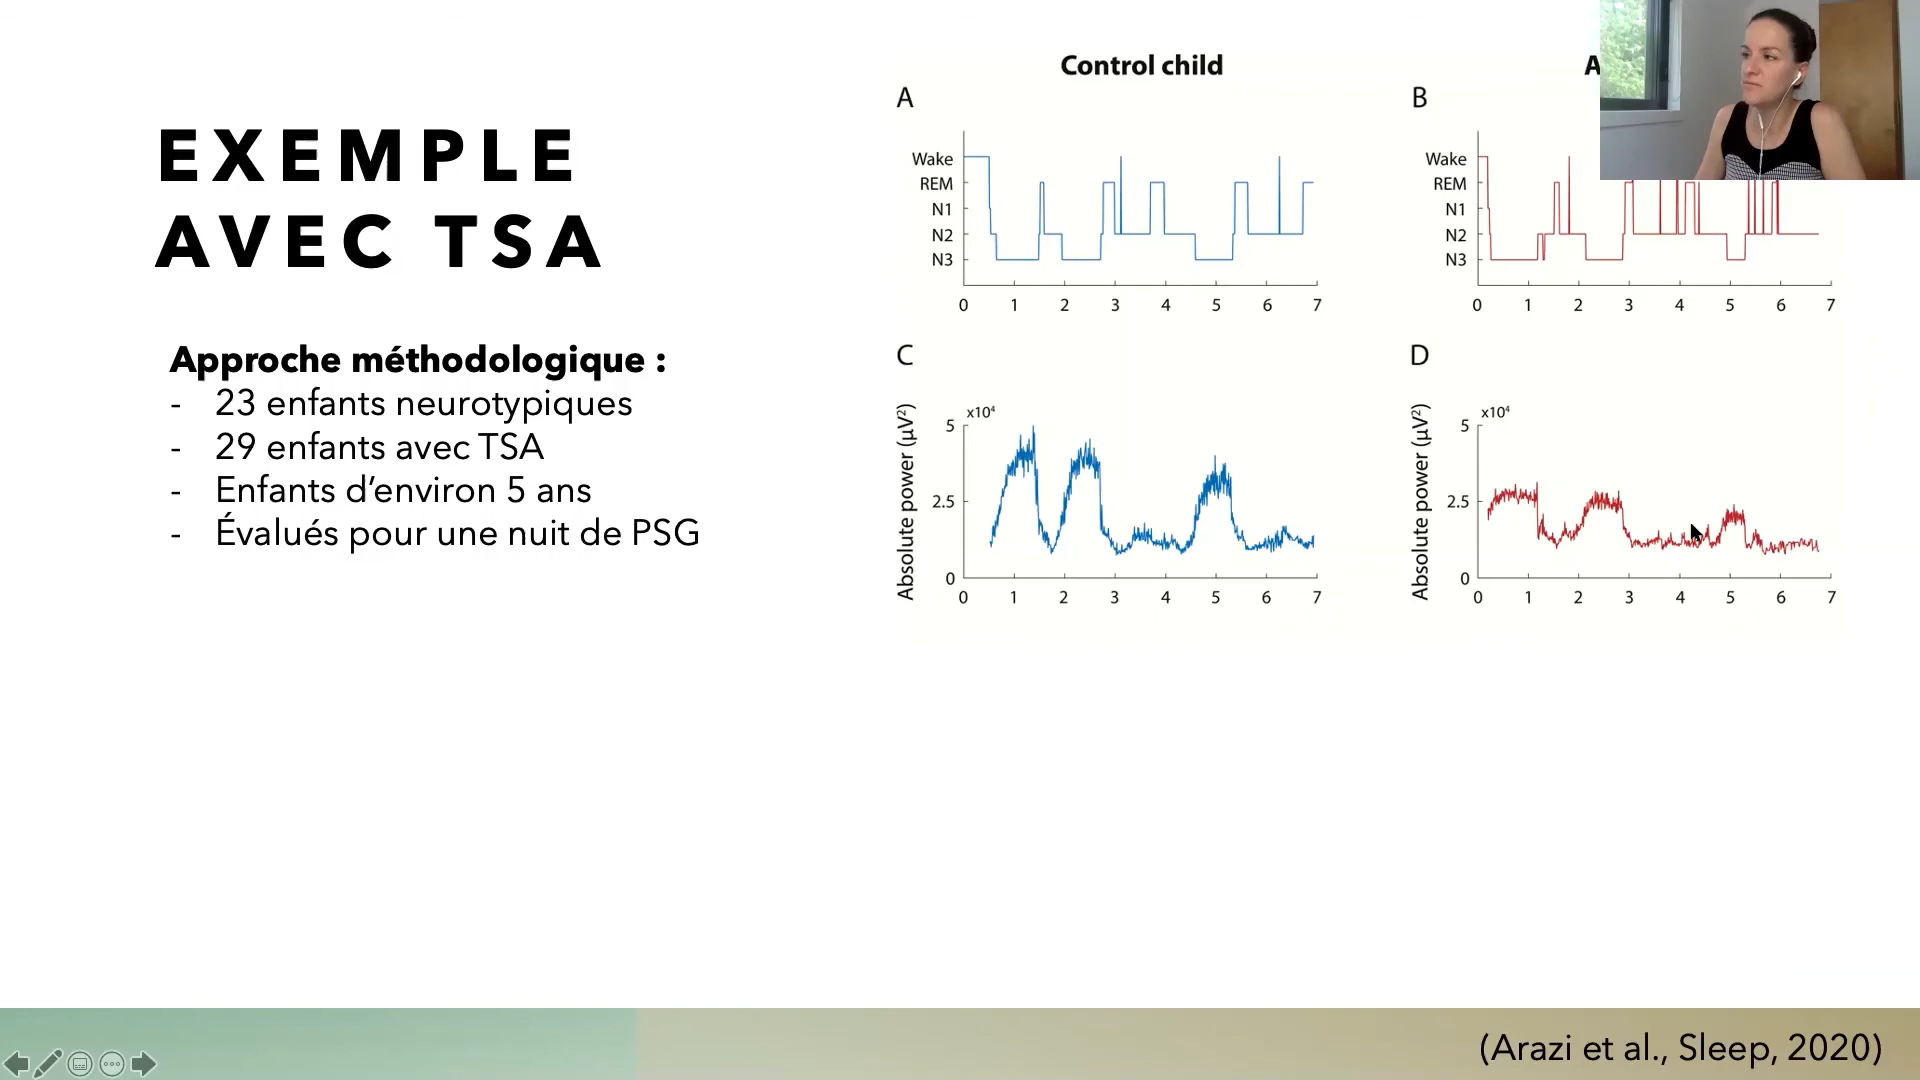 EXEMPLE
AVEC TSA
Approche méthodologique :
- 23 enfants neurotypiques
- 29 enfants avec TSA
- Enfants d’environ 5 ans
- Évalués pour une nuit de PSG
Control child
A
Wake
REM
N1
N2
N3
0 1 2 3 4 5 6 7
A
B
Wake
REM
N1
N2
N3
0 1 2 3 4 5 6 7
C
Absolute power (µV²)
x10⁴
5
2.5
0
0 1 2 3 4 5 6 7
D
Absolute power (µV²)
x10⁴
5
2.5
0
0 1 2 3 4 5 6 7
(Arazi et al., Sleep, 2020)